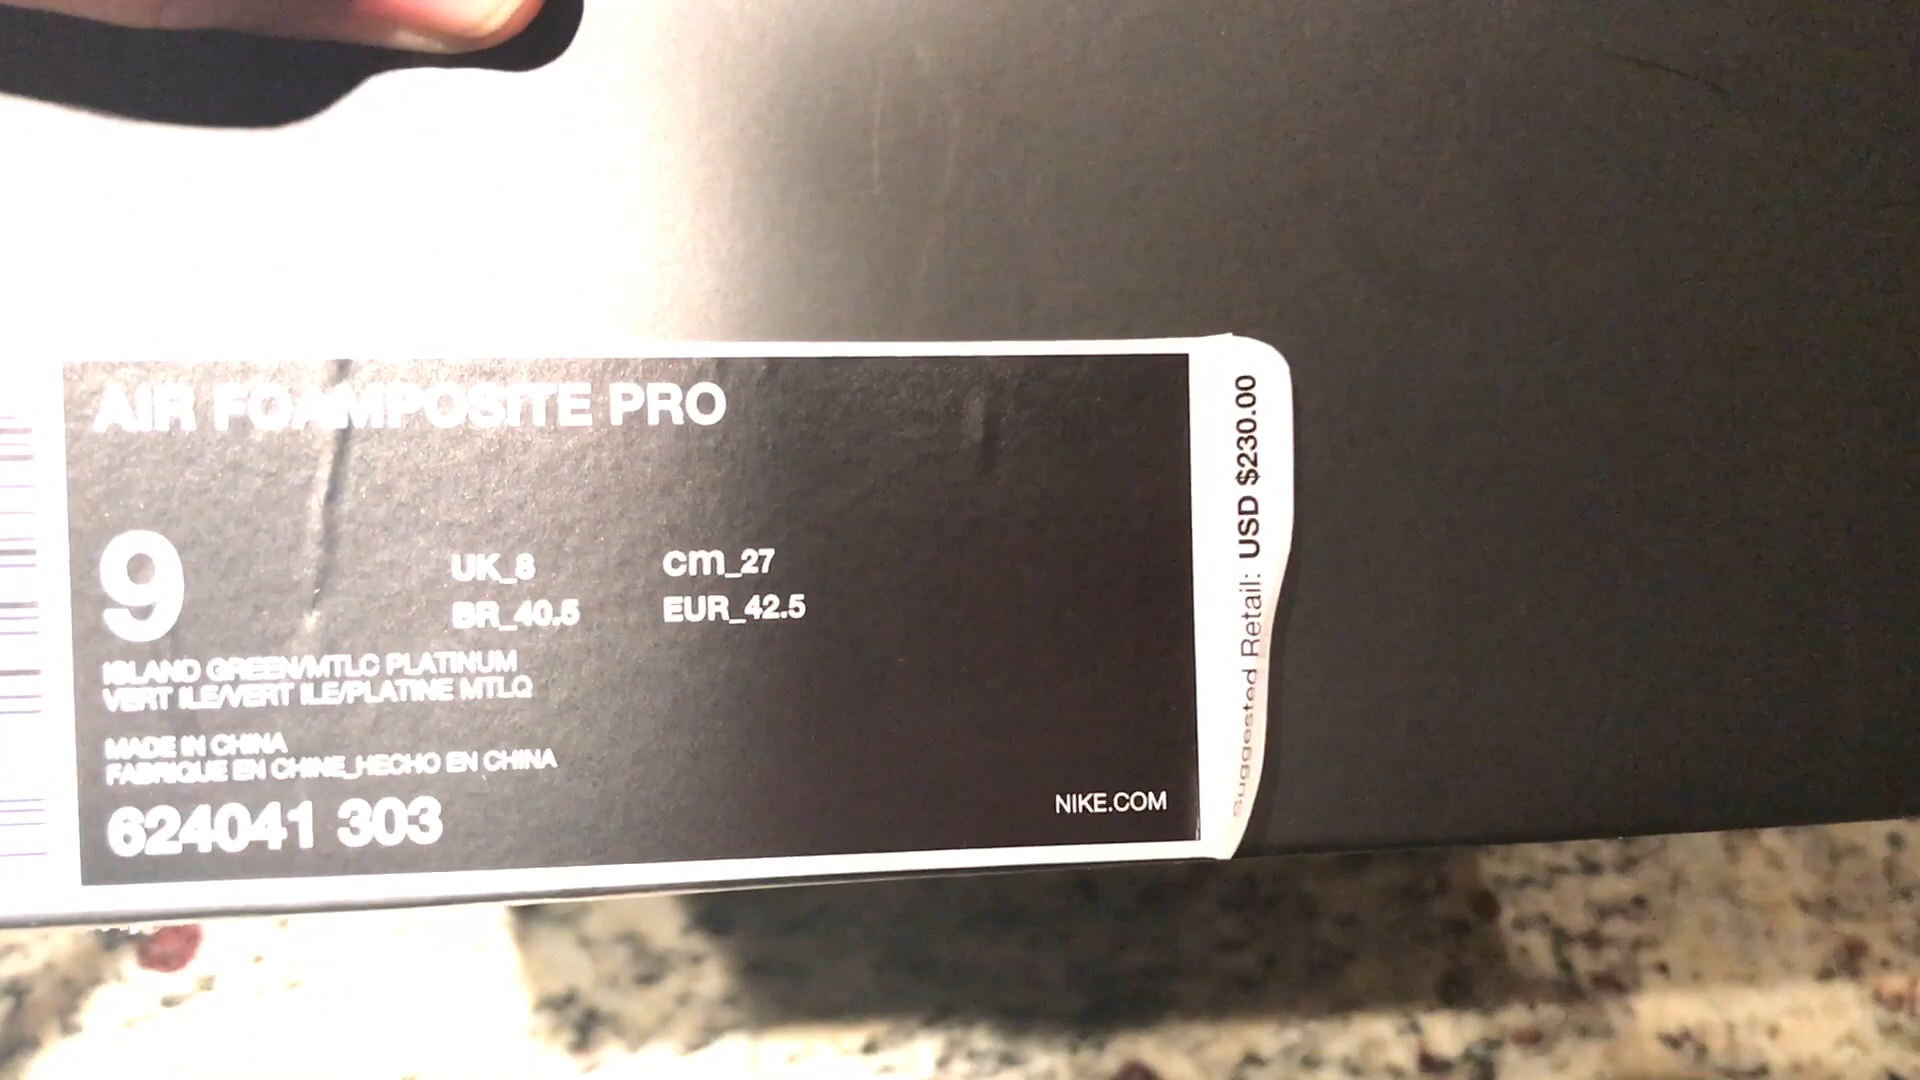 AIR FOAMPOSITE PRO
9
UK_8
cm_27
BR_40.5
EUR_42.5
ISLAND GREEN/MTLC PLATINUM
VERT ILE/VERT ILE/PLATINE MTLQ
MADE IN CHINA
FABRIQUE EN CHINE_HECHO EN CHINA
624041 303
NIKE.COM
Suggested Retail: USD $230.00